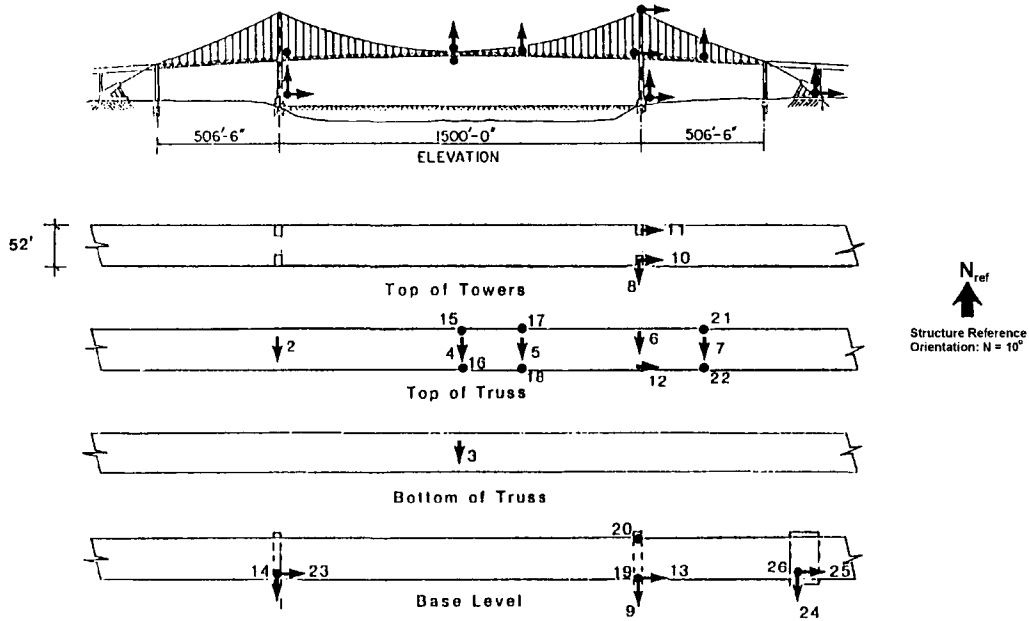 506'-6" 1500'-0" 506'-6"
ELEVATION
52'
11
10
8
Top of Towers
N ref
Structure Reference
Orientation: N = 10°
15 17 21
2 4 5 6 7
16 18 12 22
Top of Truss
3
Bottom of Truss
20
14 23 19 13 26 25
1 9 24
Base Level